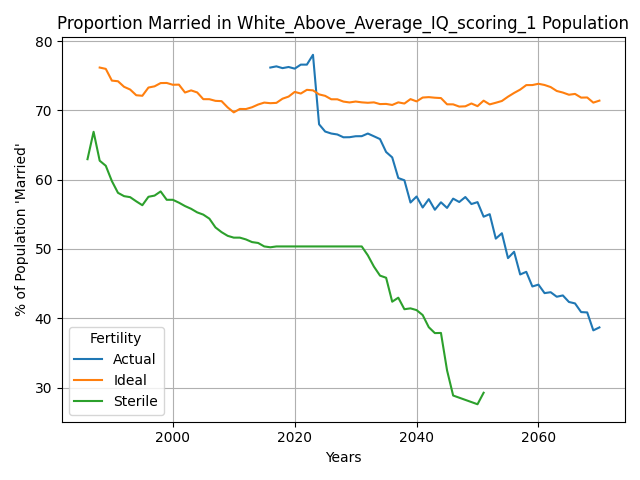 Proportion Married in White_Above_Average_IQ_scoring_1 Population
% of Population 'Married'
80
70
60
50
40
30
Fertility
Actual
Ideal
Sterile
2000 2020 2040 2060
Years